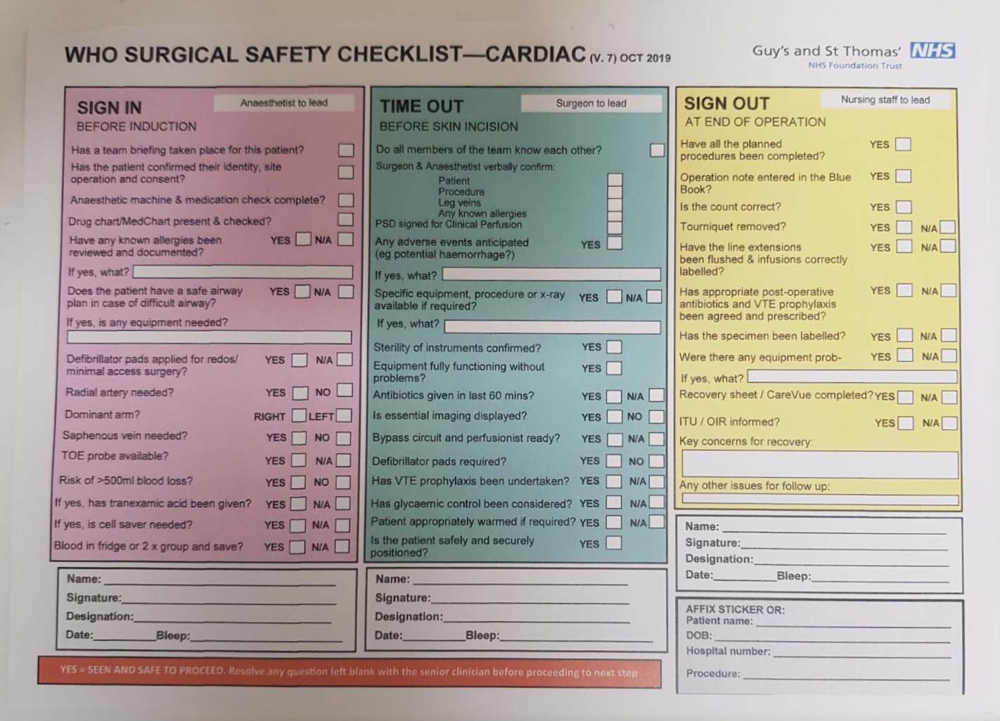 WHO SURGICAL SAFETY CHECKLIST—CARDIAC (V. 7) OCT 2019
Guy's and St Thomas' NHS
NHS Foundation Trust
SIGN IN
Anaesthetist to lead
BEFORE INDUCTION
Has a team briefing taken place for this patient?
Has the patient confirmed their identity, site
operation and consent?
Anaesthetic machine & medication check complete?
Drug chart/MedChart present & checked?
Have any known allergies been YES N/A
reviewed and documented?
If yes, what?
Does the patient have a safe airway YES N/A
plan in case of difficult airway?
If yes, is any equipment needed?
Defibrillator pads applied for redos/ YES N/A
minimal access surgery?
Radial artery needed? YES NO
Dominant arm? RIGHT LEFT
Saphenous vein needed? YES NO
TOE probe available? YES N/A
Risk of >500ml blood loss? YES NO
If yes, has tranexamic acid been given? YES N/A
If yes, is cell saver needed? YES N/A
Blood in fridge or 2 x group and save? YES N/A
Name:
Signature:
Designation:
Date: Bleep:
TIME OUT
Surgeon to lead
BEFORE SKIN INCISION
Do all members of the team know each other?
Surgeon & Anaesthetist verbally confirm:
Patient
Procedure
Leg veins
Any known allergies
PSD signed for Clinical Perfusion
Any adverse events anticipated YES
(eg potential haemorrhage?)
If yes, what?
Specific equipment, procedure or x-ray YES N/A
available if required?
If yes, what?
Sterility of instruments confirmed? YES
Equipment fully functioning without YES
problems?
Antibiotics given in last 60 mins? YES N/A
Is essential imaging displayed? YES NO
Bypass circuit and perfusionist ready? YES N/A
Defibrillator pads required? YES NO
Has VTE prophylaxis been undertaken? YES N/A
Has glycaemic control been considered? YES N/A
Patient appropriately warmed if required? YES N/A
Is the patient safely and securely YES
positioned?
Name:
Signature:
Designation:
Date: Bleep:
SIGN OUT
Nursing staff to lead
AT END OF OPERATION
Have all the planned YES
procedures been completed?
Operation note entered in the Blue YES
Book?
Is the count correct? YES
Tourniquet removed? YES N/A
Have the line extensions YES N/A
been flushed & infusions correctly
labelled?
Has appropriate post-operative YES N/A
antibiotics and VTE prophylaxis
been agreed and prescribed?
Has the specimen been labelled? YES N/A
Were there any equipment prob- YES N/A
If yes, what?
Recovery sheet / CareVue completed? YES N/A
ITU / OIR informed? YES N/A
Key concerns for recovery:
Any other issues for follow up:
Name:
Signature:
Designation:
Date: Bleep:
AFFIX STICKER OR:
Patient name:
DOB:
Hospital number:
Procedure:
YES = SEEN AND SAFE TO PROCEED. Resolve any question left blank with the senior clinician before proceeding to next step